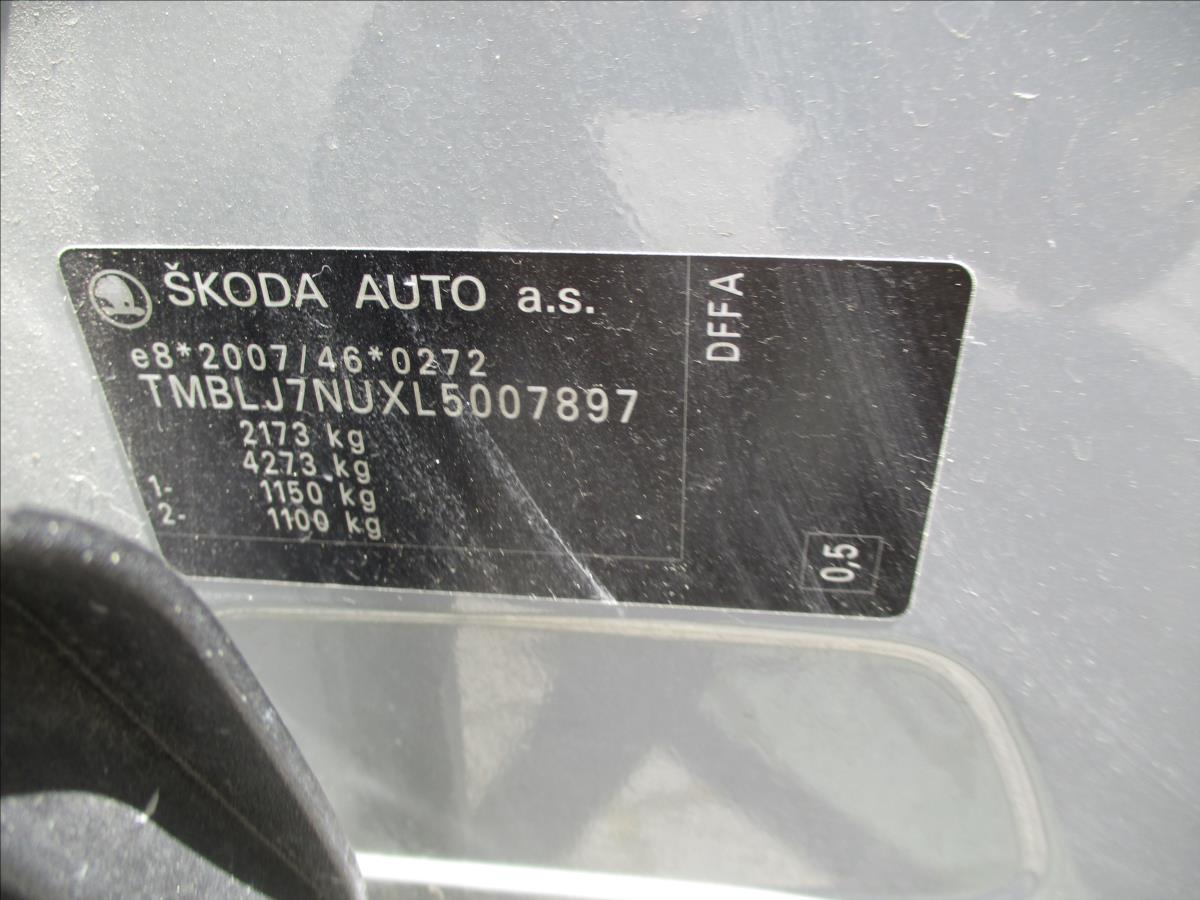 ŠKODA AUTO a.s.
e8*2007/46*0272
TMBLJ7NUXL5007897
2173 kg
4273 kg
1- 1150 kg
2- 1100 kg
DFFA
0,5